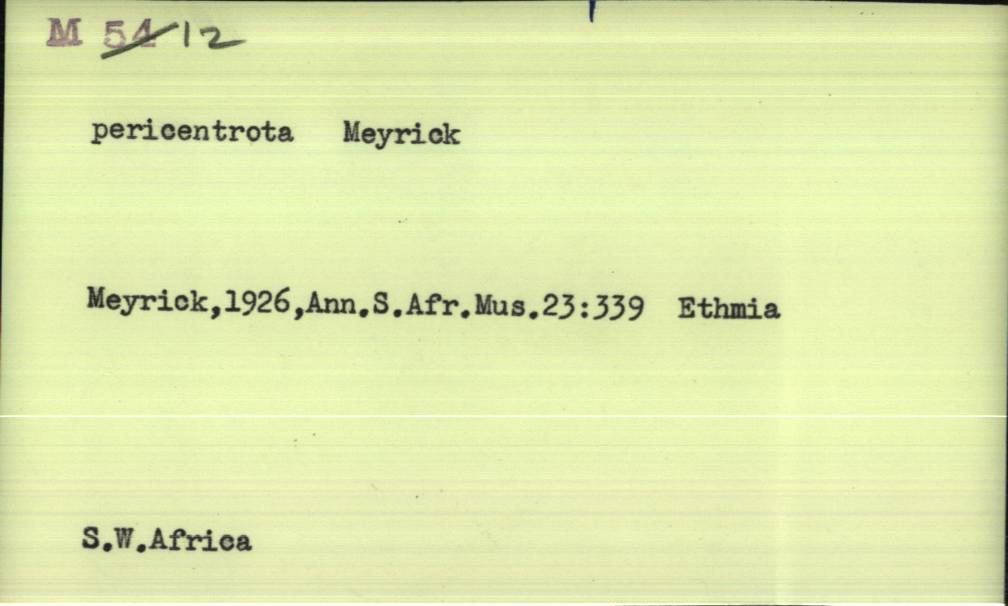 M 54 12
pericentrota Meyrick
Meyrick,1926,Ann.S.Afr.Mus.23:339 Ethmia
S.W.Africa